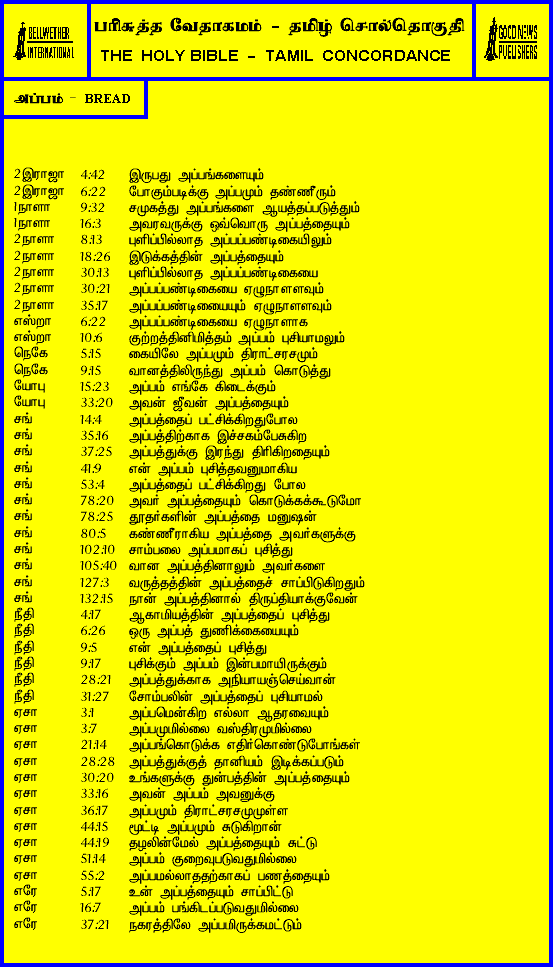 BELLWETHER INTERNATIONAL
பரிசுத்த வேதாகமம் - தமிழ் சொல்தொகுதி
THE HOLY BIBLE - TAMIL CONCORDANCE
GOOD NEWS PUBLISHERS
அப்பம் - BREAD
2இராஜா 4:42 இருபது அப்பங்களையும்
2இராஜா 6:22 போகும்படிக்கு அப்பமும் தண்ணீரும்
1நாளா 9:32 சமுகத்து அப்பங்களை ஆயத்தப்படுத்தும்
1நாளா 16:3 அவரவருக்கு ஒவ்வொரு அப்பத்தையும்
2நாளா 8:13 புளிப்பில்லாத அப்பப்பண்டிகையிலும்
2நாளா 18:26 இடுக்கத்தின் அப்பத்தையும்
2நாளா 30:13 புளிப்பில்லாத அப்பப்பண்டிகையை
2நாளா 30:21 அப்பப்பண்டிகையை ஏழுநாளளவும்
2நாளா 35:17 அப்பப்பண்டிகையையும் ஏழுநாளளவும்
எஸ்றா 6:22 அப்பப்பண்டிகையை ஏழுநாளாக
எஸ்றா 10:6 குற்றத்தினிமித்தம் அப்பம் புசியாமலும்
நெகே 5:15 கையிலே அப்பமும் திராட்சரசமும்
நெகே 9:15 வானத்திலிருந்து அப்பம் கொடுத்து
யோபு 15:23 அப்பம் எங்கே கிடைக்கும்
யோபு 33:20 அவன் ஜீவன் அப்பத்தையும்
சங் 14:4 அப்பத்தைப் பட்சிக்கிறதுபோல
சங் 35:16 அப்பத்திற்காக இச்சகம்பேசுகிற
சங் 37:25 அப்பத்துக்கு இரந்து திரிகிறதையும்
சங் 41:9 என் அப்பம் புசித்தவனுமாகிய
சங் 53:4 அப்பத்தைப் பட்சிக்கிறது போல
சங் 78:20 அவர் அப்பத்தையும் கொடுக்கக்கூடுமோ
சங் 78:25 தூதர்களின் அப்பத்தை மனுஷன்
சங் 80:5 கண்ணீராகிய அப்பத்தை அவர்களுக்கு
சங் 102:10 சாம்பலை அப்பமாகப் புசித்து
சங் 105:40 வான அப்பத்தினாலும் அவர்களை
சங் 127:3 வருத்தத்தின் அப்பத்தைச் சாப்பிடுகிறதும்
சங் 132:15 நான் அப்பத்தினால் திருப்தியாக்குவேன்
நீதி 4:17 ஆகாமியத்தின் அப்பத்தைப் புசித்து
நீதி 6:26 ஒரு அப்பத் துணிக்கையையும்
நீதி 9:5 என் அப்பத்தைப் புசித்து
நீதி 9:17 புசிக்கும் அப்பம் இன்பமாயிருக்கும்
நீதி 28:21 அப்பத்துக்காக அநியாயஞ்செய்வான்
நீதி 31:27 சோம்பலின் அப்பத்தைப் புசியாமல்
ஏசா 3:1 அப்பமென்கிற எல்லா ஆதரவையும்
ஏசா 3:7 அப்பமுமில்லை வஸ்திரமுமில்லை
ஏசா 21:14 அப்பங்கொடுக்க எதிர்கொண்டுபோங்கள்
ஏசா 28:28 அப்பத்துக்குத் தானியம் இடிக்கப்படும்
ஏசா 30:20 உங்களுக்கு துன்பத்தின் அப்பத்தையும்
ஏசா 33:16 அவன் அப்பம் அவனுக்கு
ஏசா 36:17 அப்பமும் திராட்சரசமுமுள்ள
ஏசா 44:15 மூட்டி அப்பமும் சுடுகிறான்
ஏசா 44:19 தழலின்மேல் அப்பத்தையும் சுட்டு
ஏசா 51:14 அப்பம் குறைவுபடுவதுமில்லை
ஏசா 55:2 அப்பமல்லாததற்காகப் பணத்தையும்
எரே 5:17 உன் அப்பத்தையும் சாப்பிட்டு
எரே 16:7 அப்பம் பங்கிடப்படுவதுமில்லை
எரே 37:21 நகரத்திலே அப்பமிருக்கமட்டும்